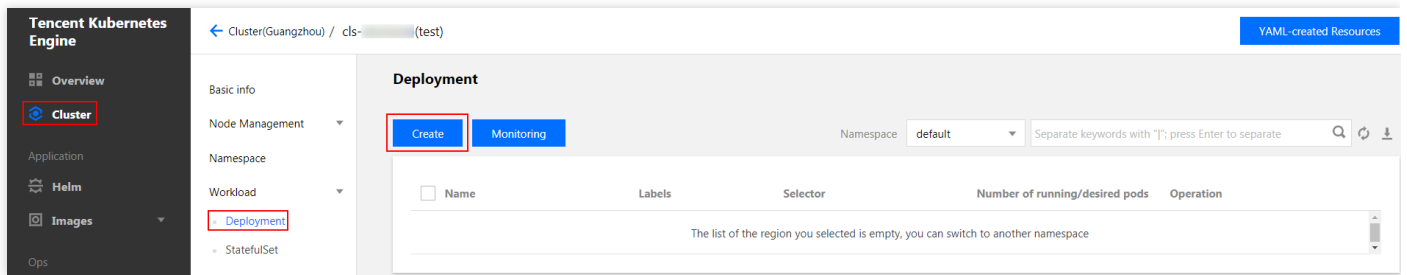 Tencent Kubernetes
Engine
Overview
Cluster
Application
Helm
Images
Ops
Cluster(Guangzhou) / cls- (test)
YAML-created Resources
Basic info
Node Management
Namespace
Workload
Deployment
StatefulSet
Deployment
Create
Monitoring
Namespace
default
Separate keywords with "|"; press Enter to separate
Name Labels Selector Number of running/desired pods Operation
The list of the region you selected is empty, you can switch to another namespace